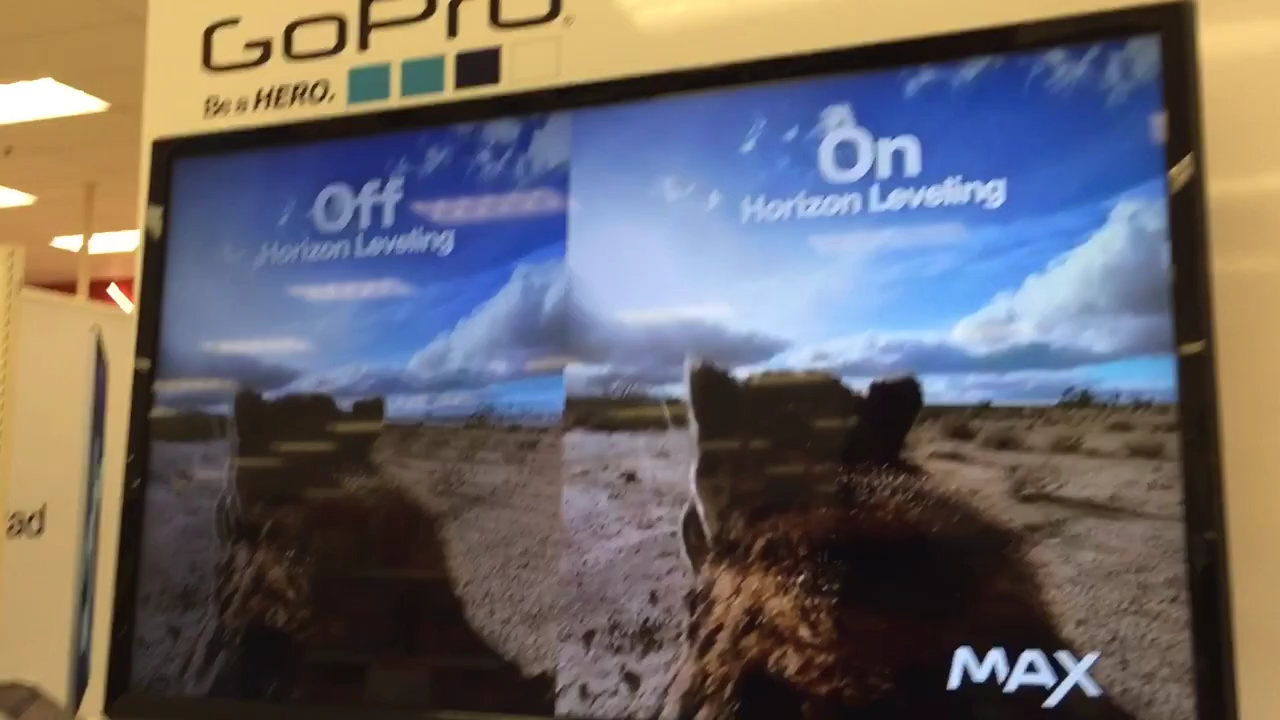 GoPro
Be a HERO.
Off
Horizon Leveling
On
Horizon Leveling
MAX
ad